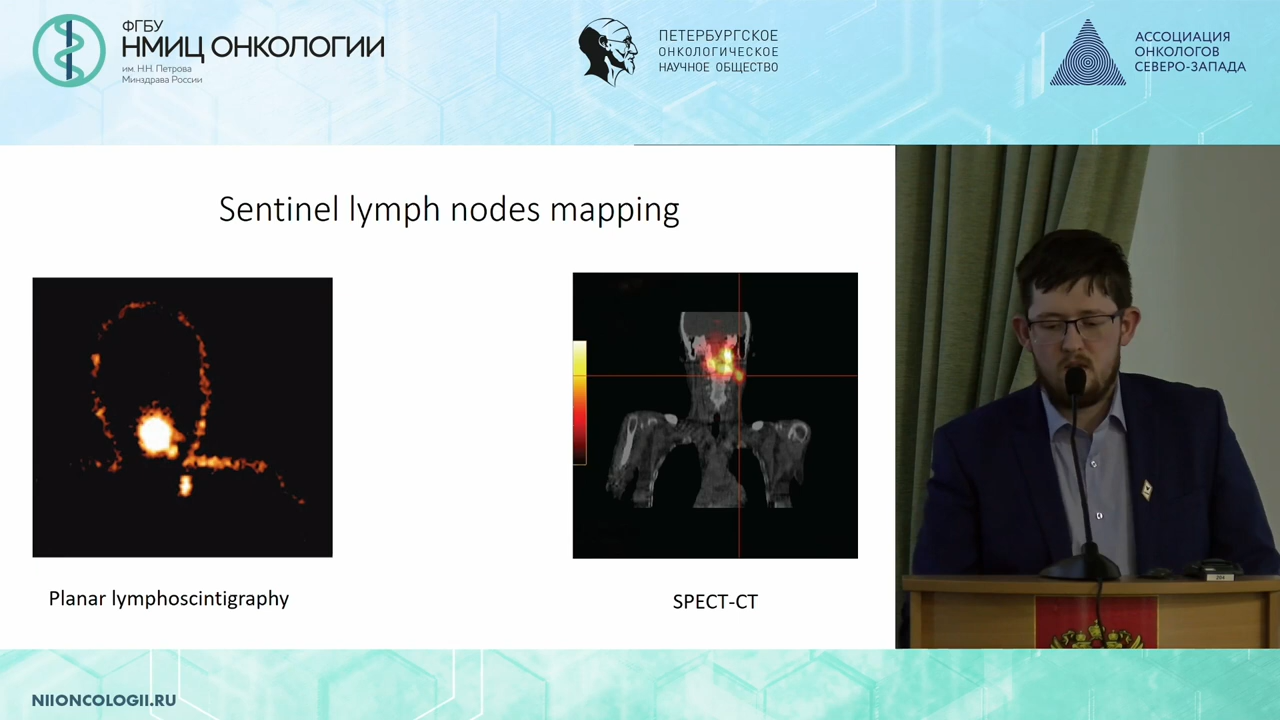 ФГБУ
НМИЦ ОНКОЛОГИИ
им. Н.Н. Петрова
Минздрава России
ПЕТЕРБУРГСКОЕ
ОНКОЛОГИЧЕСКОЕ
НАУЧНОЕ ОБЩЕСТВО
АССОЦИАЦИЯ
ОНКОЛОГОВ
СЕВЕРО-ЗАПАДА
Sentinel lymph nodes mapping
Planar lymphoscintigraphy
SPECT-CT
NIIONCOLOGII.RU